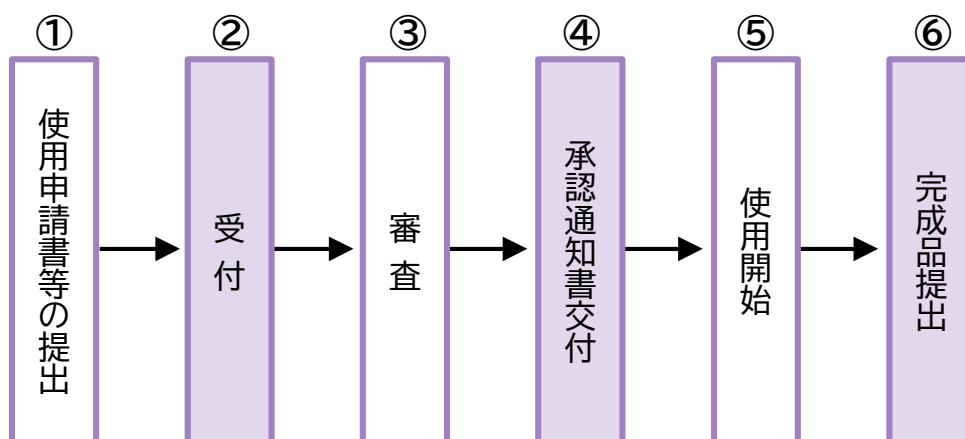 ①
使用申請書等の提出
②
受付
③
審査
④
承認通知書交付
⑤
使用開始
⑥
完成品提出